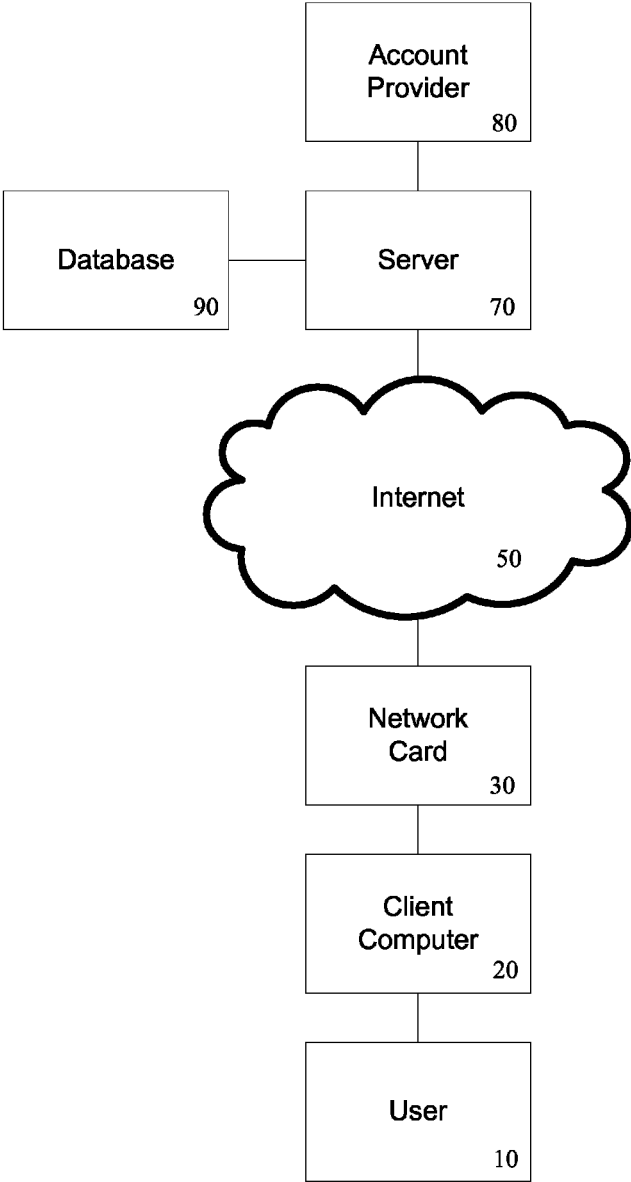 Account
Provider
80
Database
90
Server
70
Internet
50
Network
Card
30
Client
Computer
20
User
10